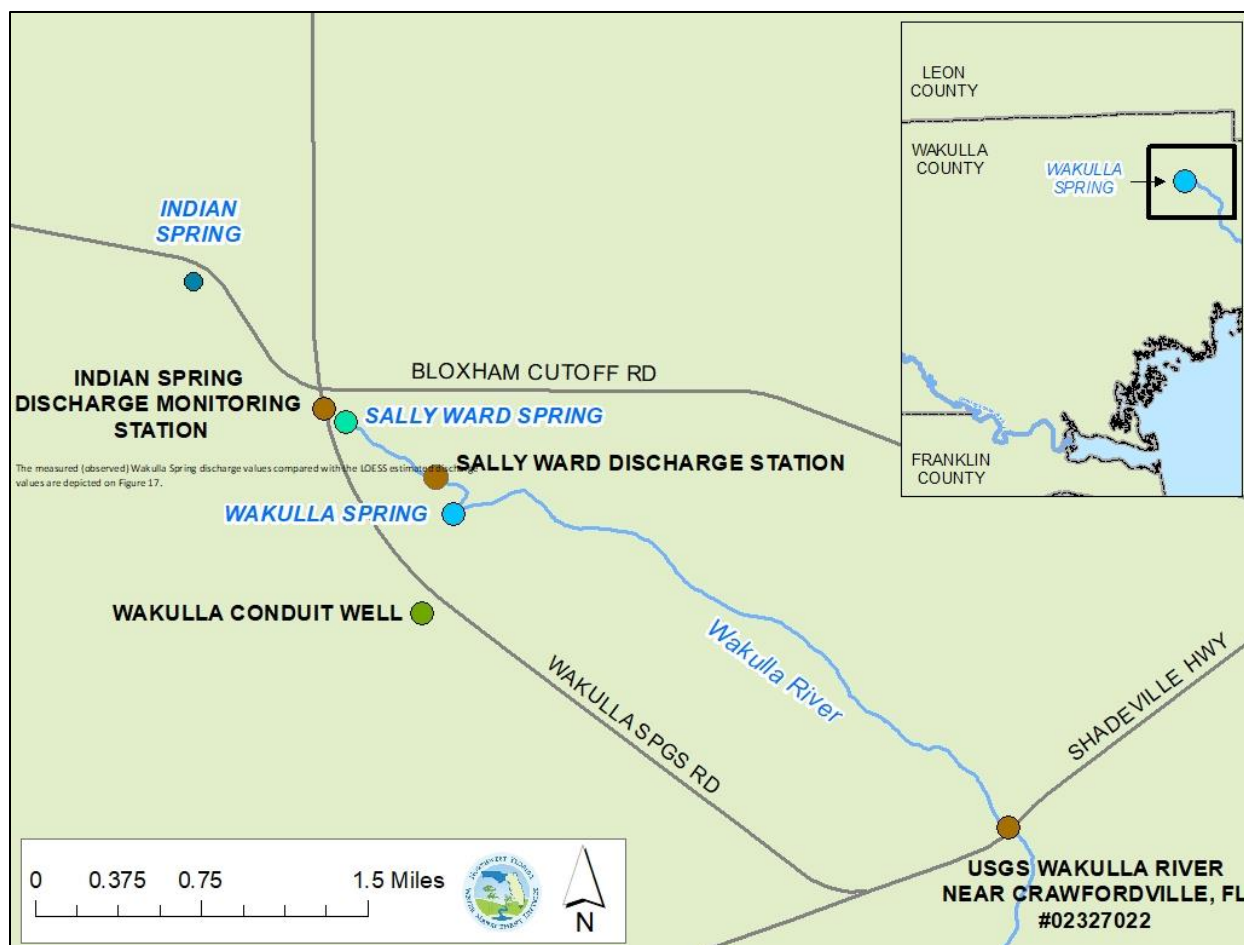 LEON
COUNTY
WAKULLA
COUNTY
WAKULLA
SPRING
FRANKLIN
COUNTY
INDIAN
SPRING
BLOXHAM CUTOFF RD
INDIAN SPRING
DISCHARGE MONITORING
STATION
SALLY WARD SPRING
The measured (observed) Wakulla Spring discharge values compared with the LOESS estimated discharge
values are depicted on Figure 17.
SALLY WARD DISCHARGE STATION
WAKULLA SPRING
WAKULLA CONDUIT WELL
Wakulla River
WAKULLA SPGS RD
SHADEVILLE HWY
USGS WAKULLA RIVER
NEAR CRAWFORDVILLE, FL
#02327022
0 0.375 0.75 1.5 Miles
N